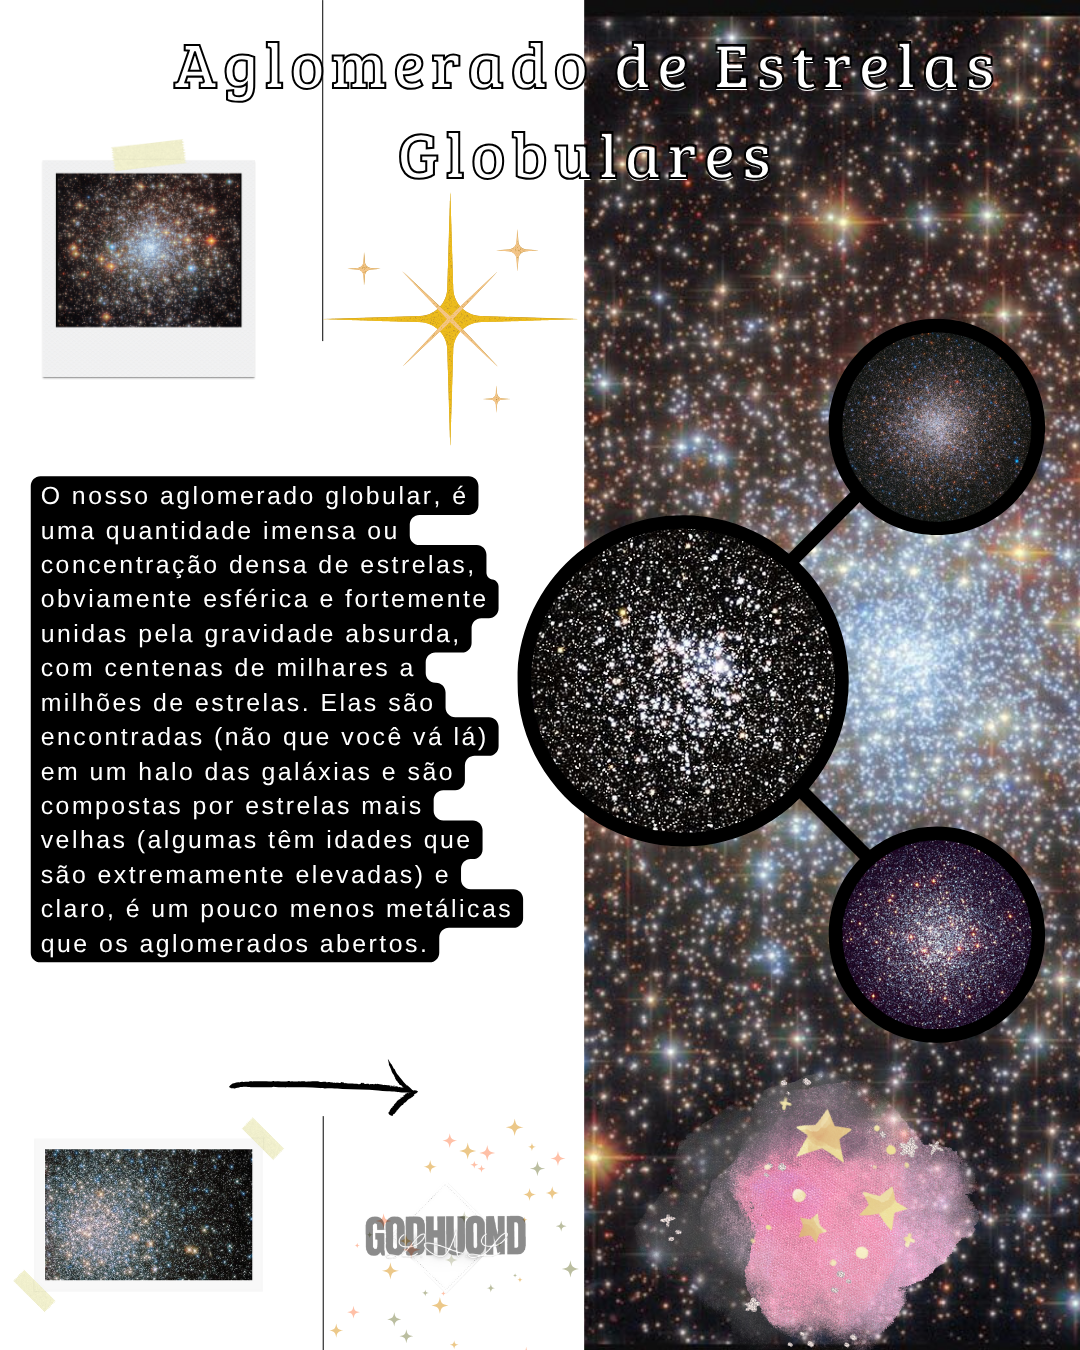 Aglomerado de Estrelas
Globulares
O nosso aglomerado globular, é
uma quantidade imensa ou
concentração densa de estrelas,
obviamente esférica e fortemente
unidas pela gravidade absurda,
com centenas de milhares a
milhões de estrelas. Elas são
encontradas (não que você vá lá)
em um halo das galáxias e são
compostas por estrelas mais
velhas (algumas têm idades que
são extremamente elevadas) e
claro, é um pouco menos metálicas
que os aglomerados abertos.